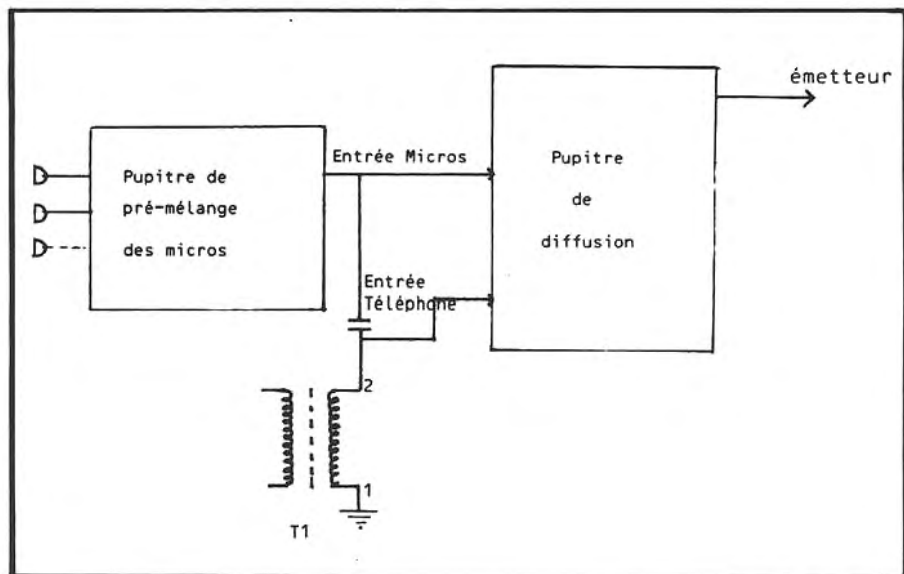 émetteur
Entrée Micros
Pupitre de
pré-mélange
des micros
Pupitre
de
diffusion
Entrée
Téléphone
2
1
T1